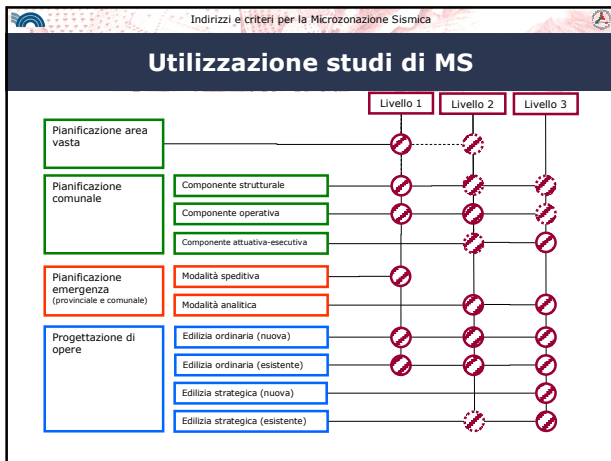 Indirizzi e criteri per la Microzonazione Sismica
Utilizzazione studi di MS
Livello 1
Livello 2
Livello 3
Pianificazione area
vasta
Pianificazione
comunale
Componente strutturale
Componente operativa
Componente attuativa-esecutiva
Pianificazione
emergenza
(provinciale e comunale)
Modalità speditiva
Modalità analitica
Progettazione di
opere
Edilizia ordinaria (nuova)
Edilizia ordinaria (esistente)
Edilizia strategica (nuova)
Edilizia strategica (esistente)